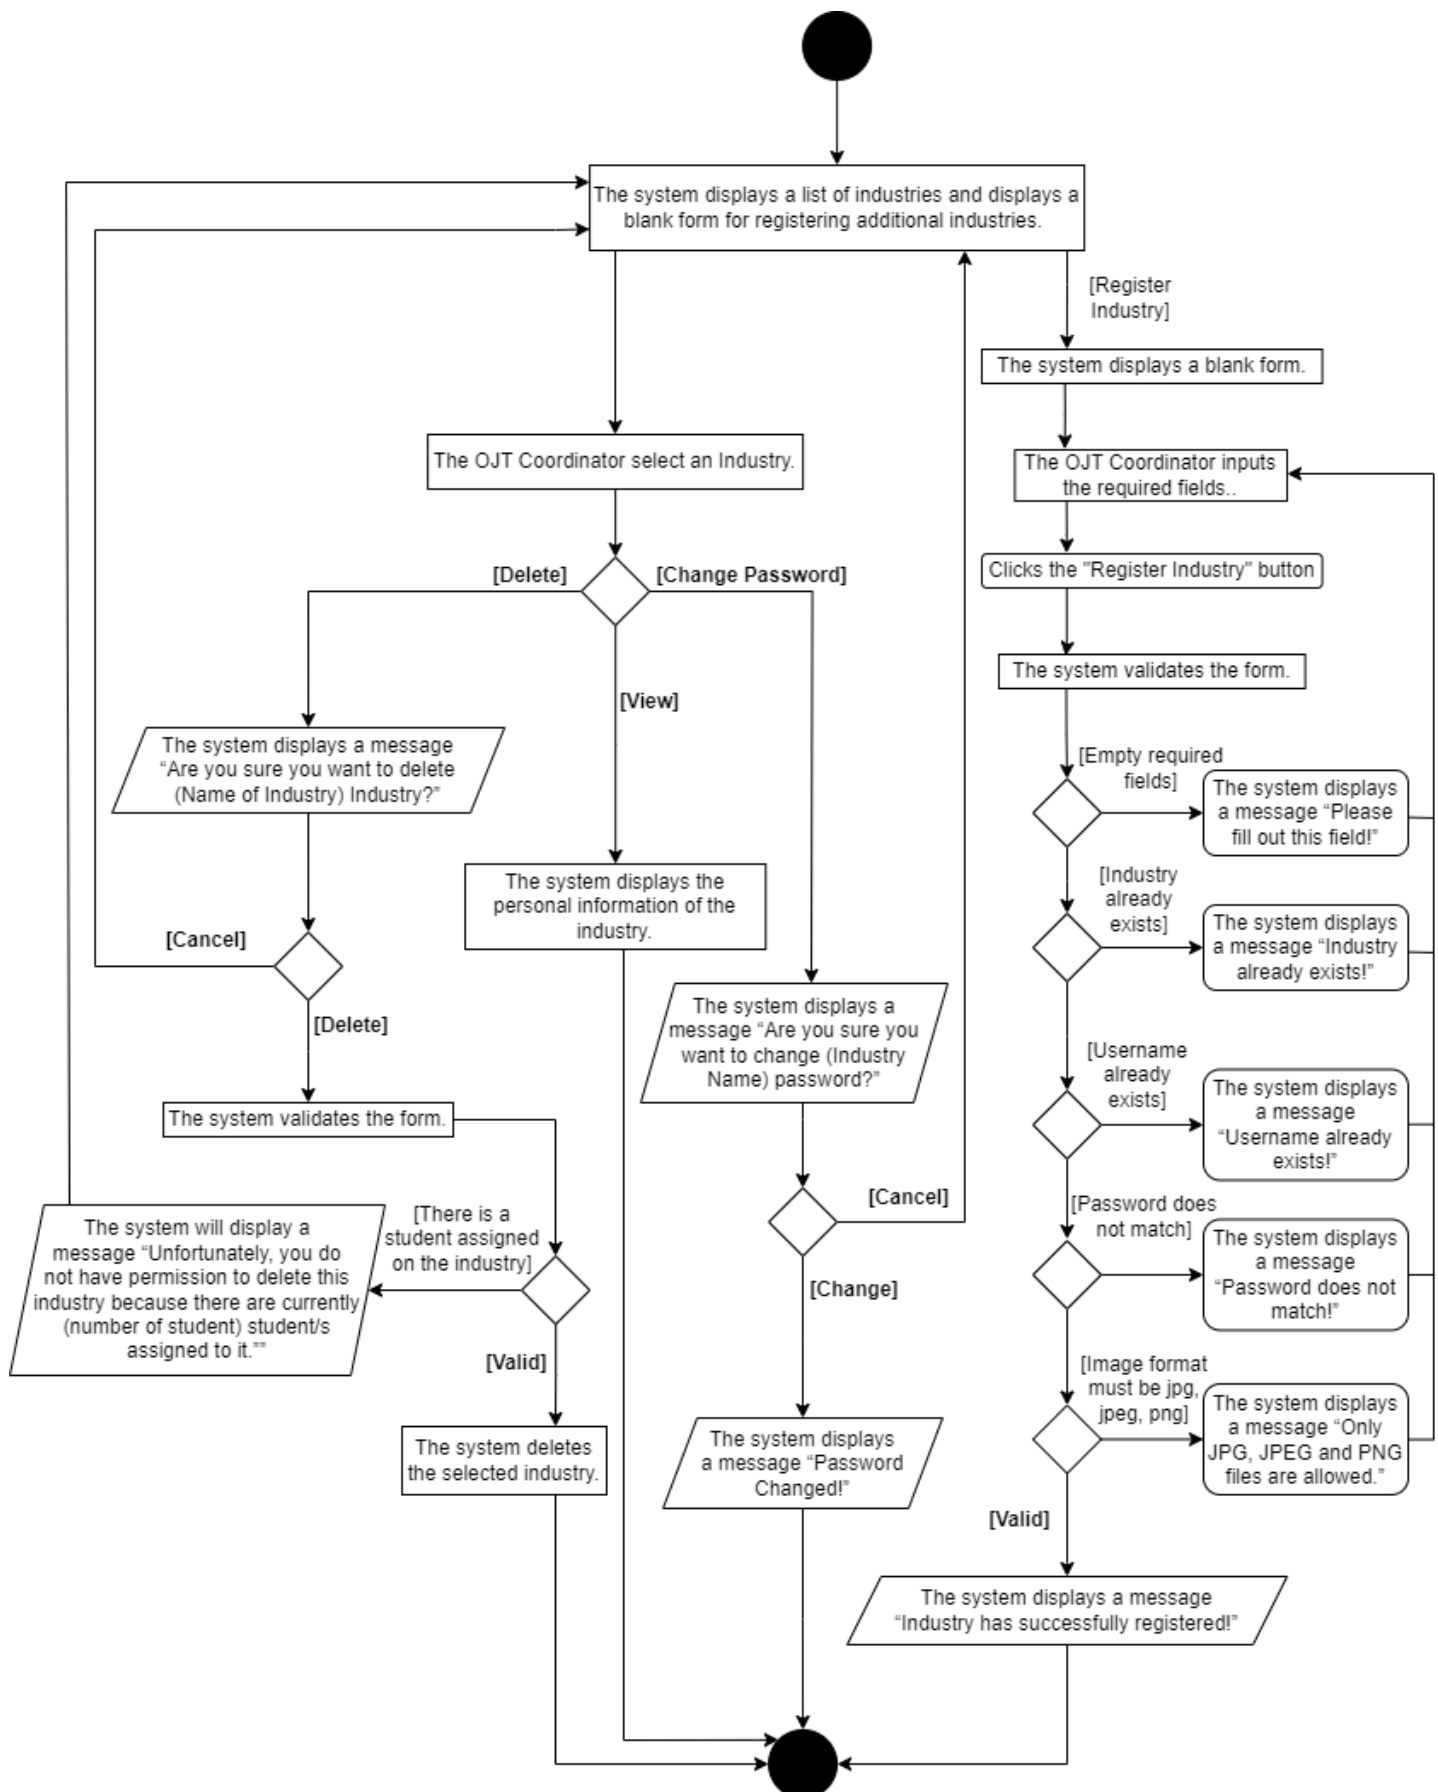 The system displays a list of industries and displays a
blank form for registering additional industries.
[Register
Industry]
The system displays a blank form.
The OJT Coordinator select an Industry.
The OJT Coordinator inputs
the required fields..
[Delete]
[Change Password]
Clicks the "Register Industry" button
[View]
The system validates the form.
The system displays a message
“Are you sure you want to delete
(Name of Industry) Industry?”
[Empty required
fields]
The system displays
a message “Please
fill out this field!”
The system displays the
personal information of the
industry.
[Industry
already
exists]
The system displays
a message “Industry
already exists!”
[Cancel]
[Delete]
The system displays a
message “Are you sure you
want to change (Industry
Name) password?”
[Username
already
exists]
The system displays
a message
“Username already
exists!”
The system validates the form.
[Cancel]
[Password does
not match]
The system displays
a message
“Password does not
match!”
The system will display a
message “Unfortunately, you do
not have permission to delete this
industry because there are currently
(number of student) student/s
assigned to it.””
[There is a
student assigned
on the industry]
[Change]
[Valid]
[Image format
must be jpg,
jpeg, png]
The system displays
a message “Only
JPG, JPEG and PNG
files are allowed.”
The system deletes
the selected industry.
The system displays
a message “Password
Changed!”
[Valid]
The system displays a message
“Industry has successfully registered!”